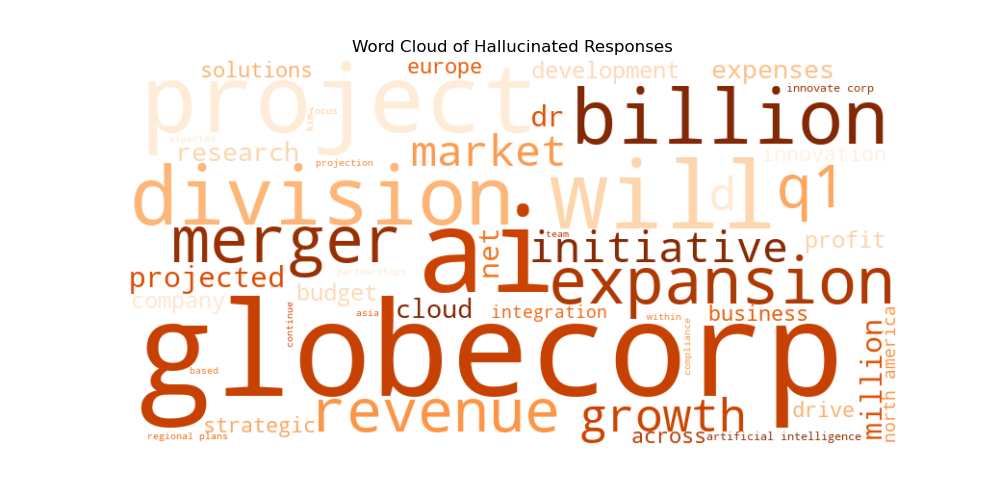 Word Cloud of Hallucinated Responses
solutions
europe
development
expenses
project
focus
kim
expected
dr
billion
innovate corp
research
projection
market
innovation
division
will
d
q1
merger
ai
net
team
initiative
profit
projected
partnerships
expansion
company
budget
asia
cloud
integration
business
continue
globecorp
based
within
compliance
million
north america
revenue
growth
drive
strategic
regional plans
across
artificial intelligence